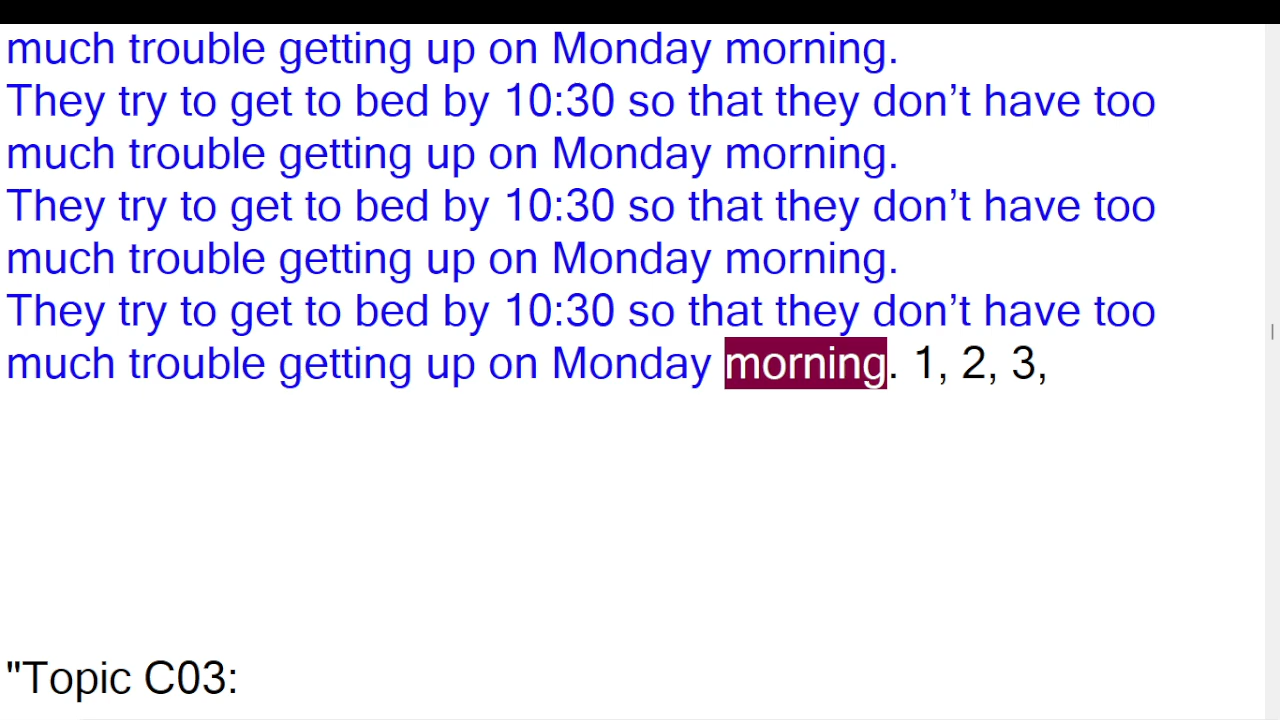 much trouble getting up on Monday morning.
They try to get to bed by 10:30 so that they don’t have too
much trouble getting up on Monday morning.
They try to get to bed by 10:30 so that they don’t have too
much trouble getting up on Monday morning.
They try to get to bed by 10:30 so that they don’t have too
much trouble getting up on Monday morning. 1, 2, 3,
"Topic C03: